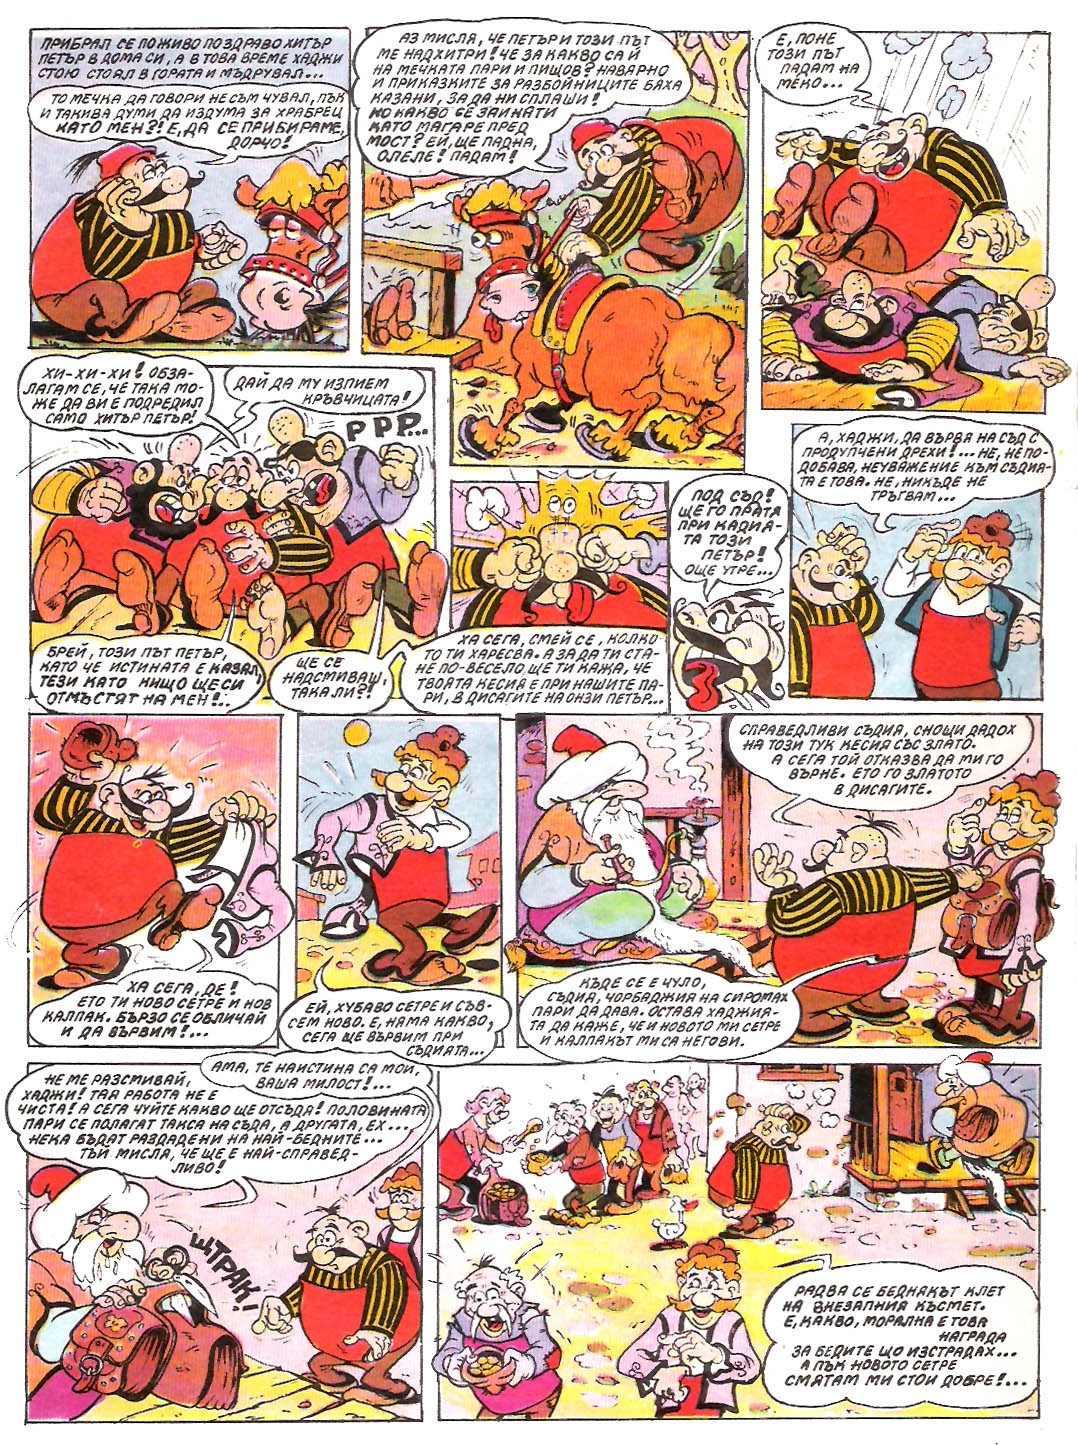 ПРИБРАЛ СЕ ПО ЖИВО ПО ЗДРАВО ХИТЪР
ПЕТЪР В ДОМА СИ, А В ТОВА ВРЕМЕ ХАДЖИ
СТОЮ СТОЯЛ В ГОРАТА И МЪДРУВАЛ...
ТО МЕЧКА ДА ГОВОРИ НЕ СЪМ ЧУВАЛ, ПЪК
И ТАКИВА ДУМИ ДА ИЗДУМА ЗА ХРАБРЕЦ
КАТО МЕН?! Е, ДА СЕ ПРИБИРАМЕ,
ДОРЧО!
АЗ МИСЛЯ, ЧЕ ПЕТЪР И ТОЗИ ПЪТ
МЕ НАДХИТРИ! ЧЕ ЗА КАКВО СА Й
НА МЕЧКАТА ПАРИ И ПИЩОВ? НАВАРНО
И ПРИКАЗКИТЕ ЗА РАЗБОЙНИЦИТЕ БЯХА
КАЗАНИ, ЗА ДА НИ СПЛАШИ!
НО КАКВО СЕ ЗАИНАТИ
КАТО МАГАРЕ ПРЕД
МОСТ? ЕЙ, ЩЕ ПАДНА,
ОЛЕЛЕ! ПАДАМ!
Е, ПОНЕ
ТОЗИ ПЪТ
ПАДАМ НА
МЕКО...
ХИ-ХИ-ХИ! ОБЗА-
ЛАГАМ СЕ, ЧЕ ТАКА МО-
ЖЕ ДА ВИ Е ПОДРЕДИЛ
САМО ХИТЪР ПЕТЪР!
ДАЙ ДА МУ ИЗПИЕМ
КРЪВЧИЦАТА!
РРР...
БРЕЙ, ТОЗИ ПЪТ ПЕТЪР,
КАТО ЧЕ ИСТИНАТА Е КАЗАЛ,
ТЕЗИ КАТО НИЩО ЩЕ СИ
ОТМЪСТЯТ НА МЕН!..
ЩЕ СЕ
НАДСМИВАШ,
ТАКА ЛИ?!
ХА СЕГА, СМЕЙ СЕ, КОЛКО
ТО ТИ ХАРЕСВА. А ЗА ДА ТИ СТА-
НЕ ПО-ВЕСЕЛО, ЩЕ ТИ КАЖА, ЧЕ
ТВОЯТА КЕСИЯ Е ПРИ НАШИТЕ ПА-
РИ, В ДИСАГИТЕ НА ОНЗИ ПЕТЪР...
ПОД СЪД!
ЩЕ ГО ПРАТЯ
ПРИ КАДИЯ-
ТА ТОЗИ
ПЕТЪР!
ОЩЕ УТРЕ...
А, ХАДЖИ, ДА ВЪРВЯ НА СЪД С
ПРОДУПЧЕНИ ДРЕХИ!... НЕ, НЕ ПО-
ДОБАВА, НЕУВАЖЕНИЕ КЪМ СЪДИЯ-
ТА Е ТОВА. НЕ, НИКЪДЕ НЕ
ТРЪГВАМ...
ХА СЕГА, ДЕ!
ЕТО ТИ НОВО СЕТРЕ И НОВ
КАЛПАК. БЪРЗО СЕ ОБЛИЧАЙ
И ДА ВЪРВИМ!...
ЕЙ, ХУБАВО СЕТРЕ И СЪВ-
СЕМ НОВО. Е, НЯМА КАКВО,
СЕГА ЩЕ ВЪРВИМ ПРИ
СЪДИЯТА...
СПРАВЕДЛИВИ СЪДИЯ, СНОЩИ ДАДОХ
НА ТОЗИ ТУК КЕСИЯ СЪС ЗЛАТО.
А СЕГА ТОЙ ОТКАЗВА ДА МИ ГО
ВЪРНЕ. ЕТО ГО ЗЛАТОТО
В ДИСАГИТЕ.
КЪДЕ СЕ Е ЧУЛО,
СЪДИЯ, ЧОРБАДЖИЯ НА СИРОМАХ
ПАРИ ДА ДАВА. ОСТАВА ХАДЖИЯ-
ТА ДА КАЖЕ, ЧЕ И НОВОТО МИ СЕТРЕ
И КАЛПАКЪТ МИ СА НЕГОВИ.
АМА, ТЕ НАИСТИНА СА МОИ,
ВАША МИЛОСТ!...
НЕ МЕ РАЗСМИВАЙ,
ХАДЖИ! ТАЯ РАБОТА НЕ Е
ЧИСТА! А СЕГА ЧУЙТЕ КАКВО ЩЕ ОТСЪДЯ! ПОЛОВИНАТА
ПАРИ СЕ ПОЛАГАТ ТАКСА НА СЪДА, А ДРУГАТА, ЕХ...
НЕКА БЪДАТ РАЗДАДЕНИ НА НАЙ-БЕДНИТЕ...
ТЪЙ МИСЛЯ, ЧЕ ЩЕ Е НАЙ-СПРАВЕД-
ЛИВО!
ЩТРАК!
РАДВА СЕ БЕДНЯКЪТ КЛЕТ
НА ВНЕЗАПНИЯ КЪСМЕТ.
Е, КАКВО, МОРАЛНА Е ТОВА
НАГРАДА
ЗА БЕДИТЕ ЩО ИЗСТРАДАХ...
А ПЪК НОВОТО СЕТРЕ
СМЯТАМ МИ СТОИ ДОБРЕ!...